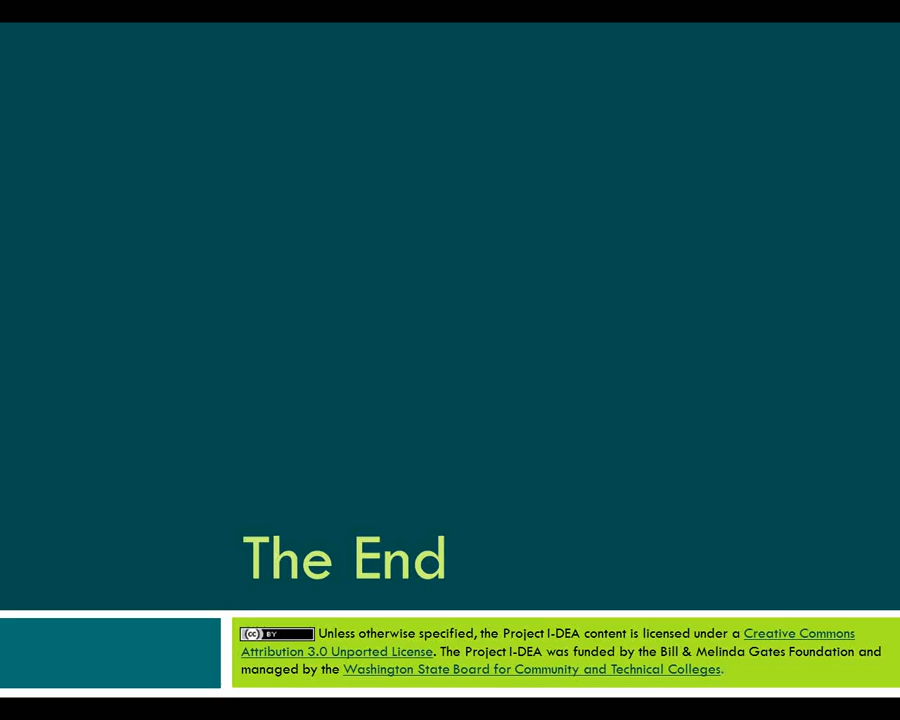 The End
cc BY Unless otherwise specified, the Project I-DEA content is licensed under a Creative Commons
Attribution 3.0 Unported License. The Project I-DEA was funded by the Bill & Melinda Gates Foundation and
managed by the Washington State Board for Community and Technical Colleges.